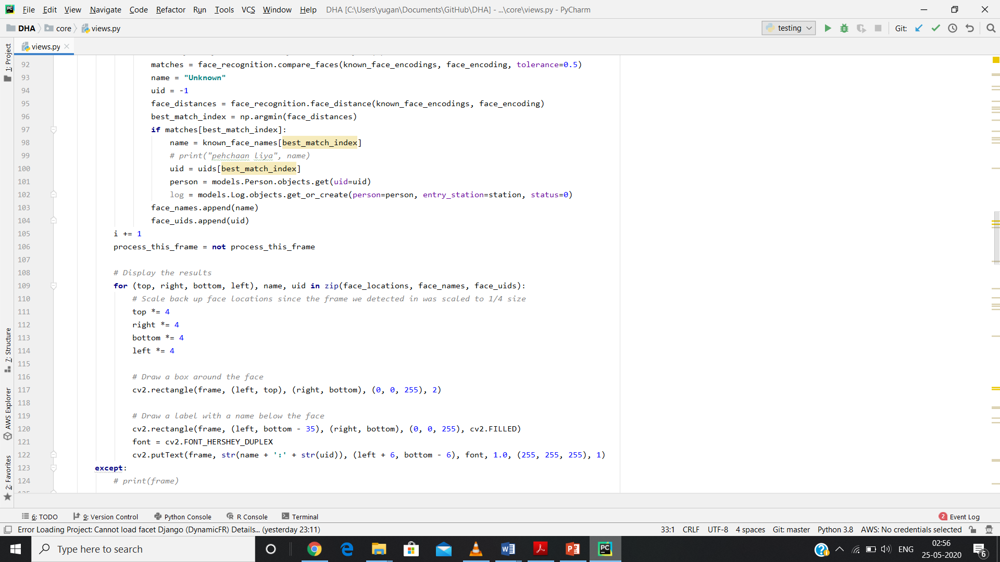 File Edit View Navigate Code Refactor Run Tools VCS Window Help DHA [C:\Users\yugan\Documents\GitHub\DHA] - ...\core\views.py - PyCharm
DHA core views.py testing Git:
views.py
1: Project
7: Structure
AWS Explorer
2: Favorites
92 matches = face_recognition.compare_faces(known_face_encodings, face_encoding, tolerance=0.5)
93 name = "Unknown"
94 uid = -1
95 face_distances = face_recognition.face_distance(known_face_encodings, face_encoding)
96 best_match_index = np.argmin(face_distances)
97 if matches[best_match_index]:
98 name = known_face_names[best_match_index]
99 # print("pehchaan liya", name)
100 uid = uids[best_match_index]
101 person = models.Person.objects.get(uid=uid)
102 log = models.Log.objects.get_or_create(person=person, entry_station=station, status=0)
103 face_names.append(name)
104 face_uids.append(uid)
105 i += 1
106 process_this_frame = not process_this_frame
107
108 # Display the results
109 for (top, right, bottom, left), name, uid in zip(face_locations, face_names, face_uids):
110 # Scale back up face locations since the frame we detected in was scaled to 1/4 size
111 top *= 4
112 right *= 4
113 bottom *= 4
114 left *= 4
115
116 # Draw a box around the face
117 cv2.rectangle(frame, (left, top), (right, bottom), (0, 0, 255), 2)
118
119 # Draw a label with a name below the face
120 cv2.rectangle(frame, (left, bottom - 35), (right, bottom), (0, 0, 255), cv2.FILLED)
121 font = cv2.FONT_HERSHEY_DUPLEX
122 cv2.putText(frame, str(name + ':' + str(uid)), (left + 6, bottom - 6), font, 1.0, (255, 255, 255), 1)
123 except:
124 # print(frame)
6: TODO 9: Version Control Python Console R Console Terminal 2 Event Log
Error Loading Project: Cannot load facet Django (DynamicFR) Details... (yesterday 23:11) 33:1 CRLF UTF-8 4 spaces Git: master Python 3.8 AWS: No credentials selected
Type here to search ENG 02:56
25-05-2020 6